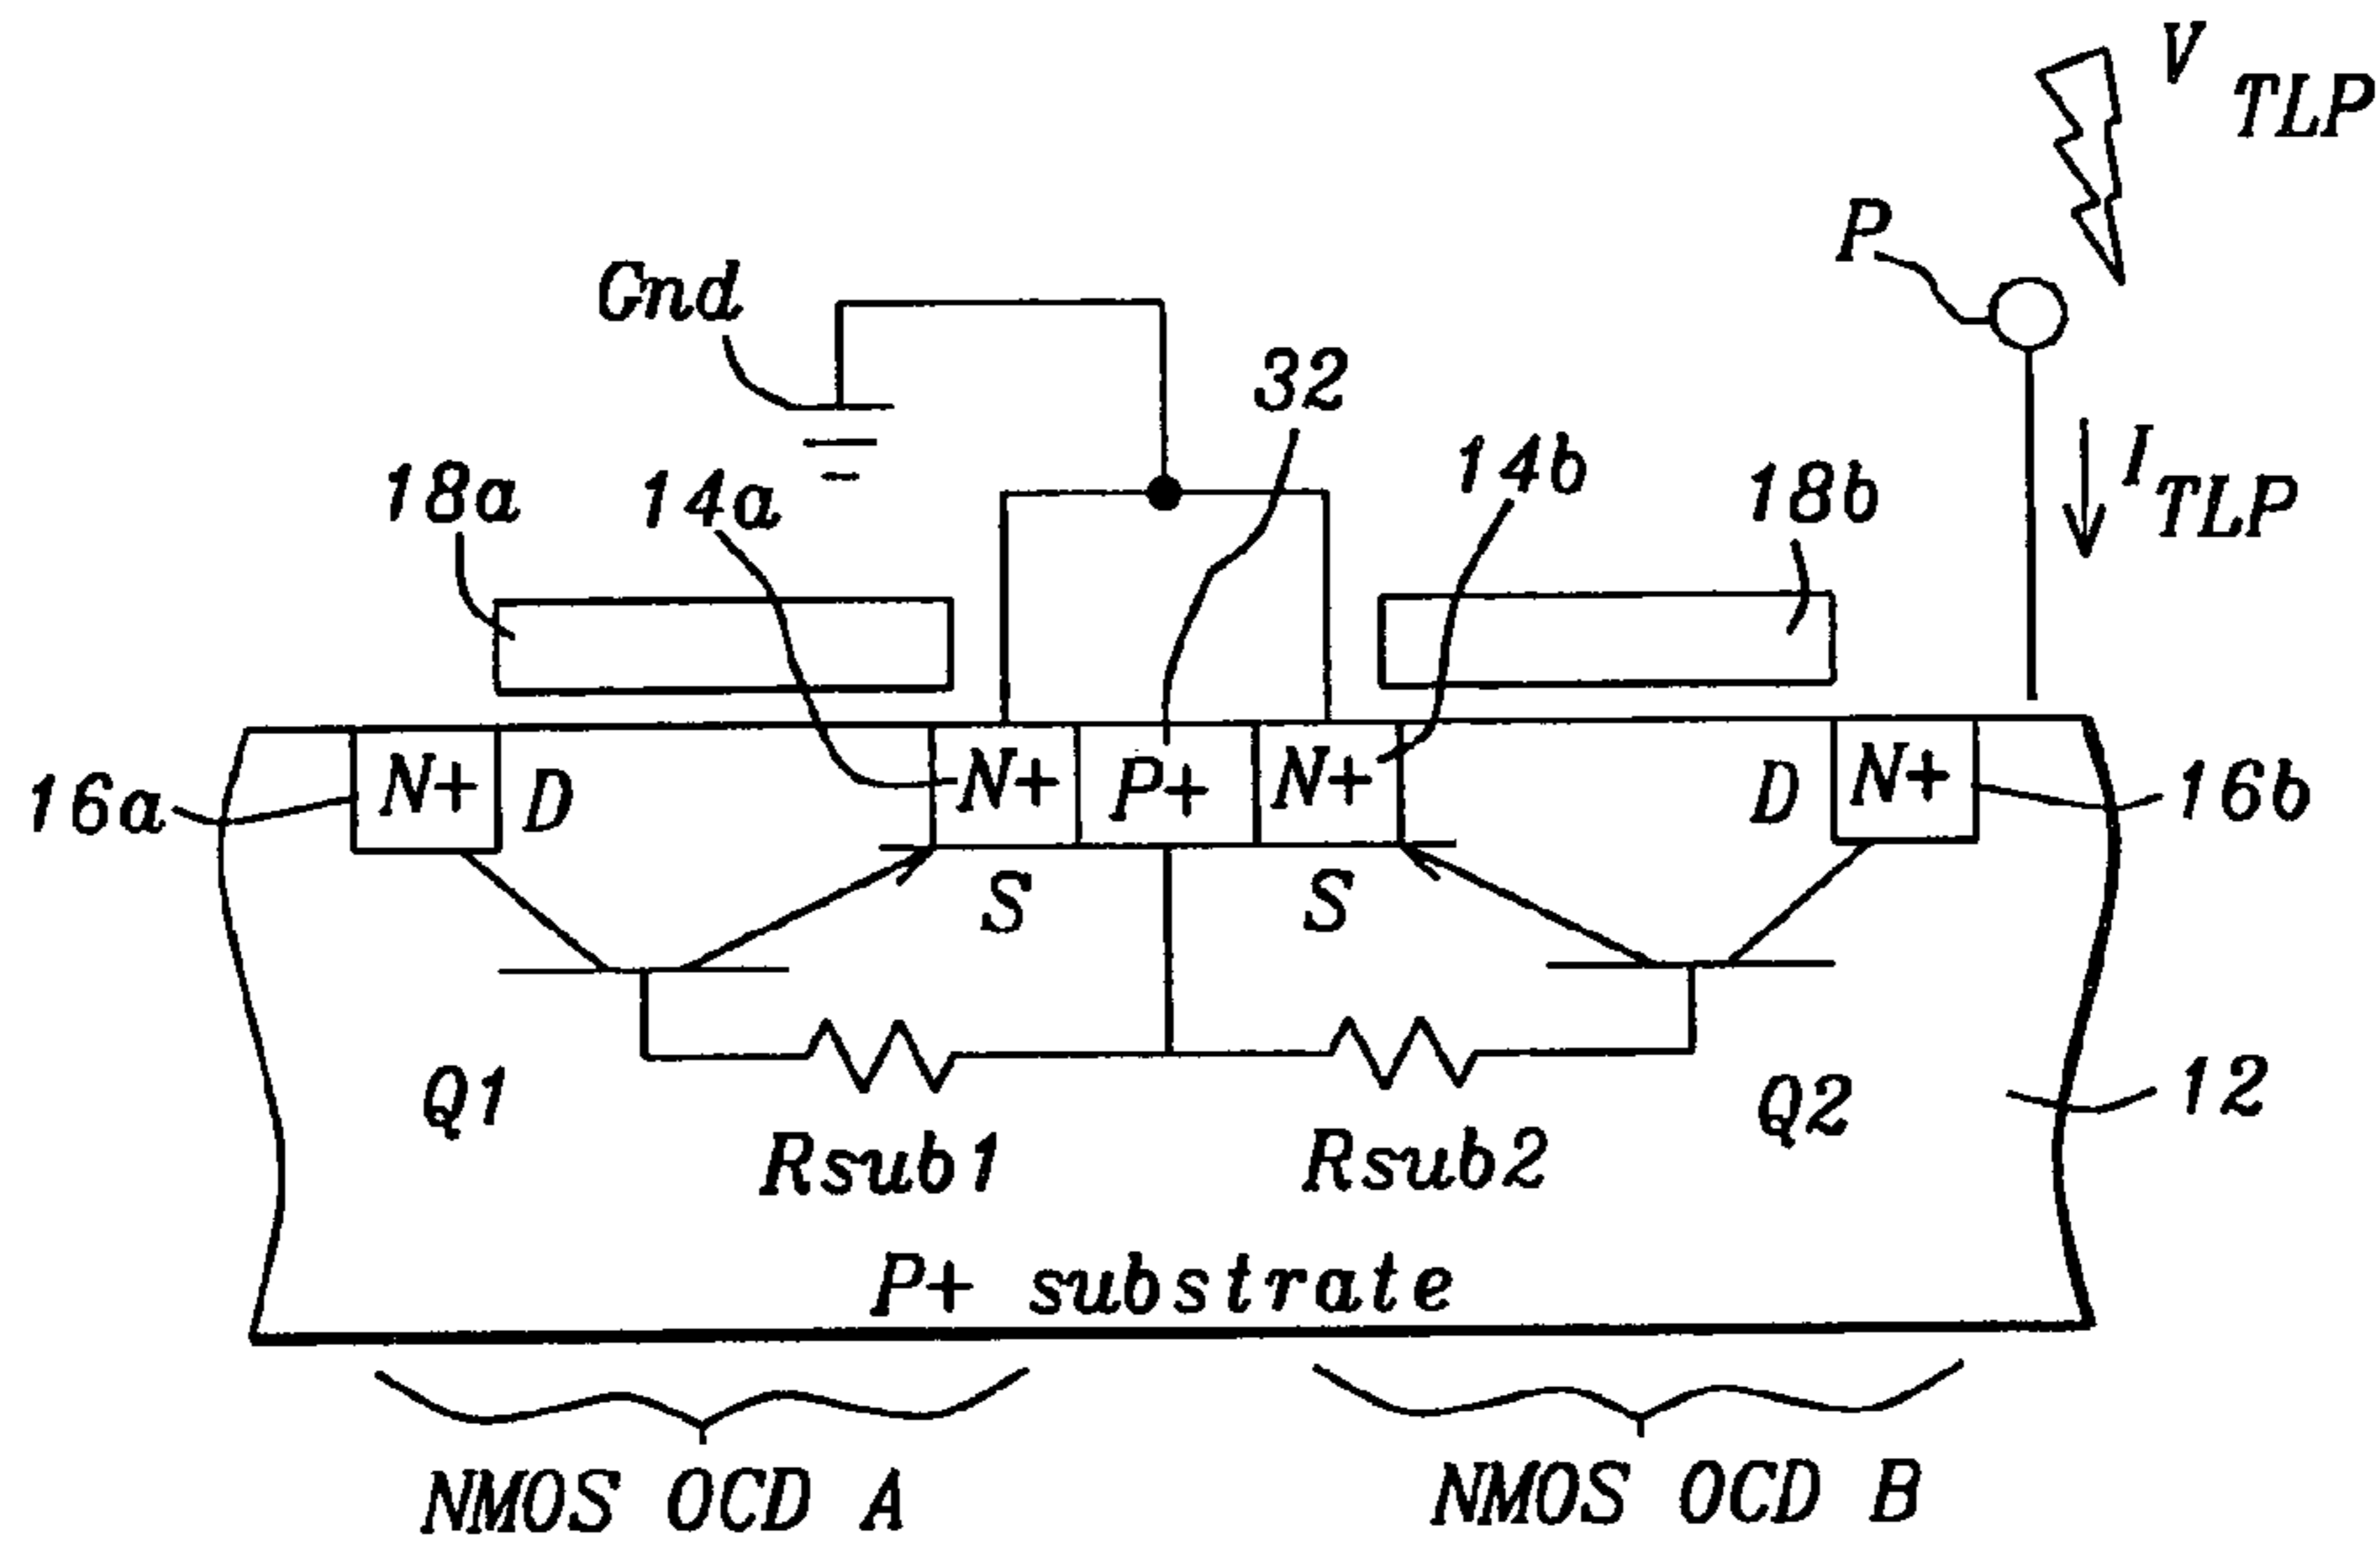 V TLP
P
Gnd
32
I TLP
18a
14a
14b
18b
16a
N+
D
N+
P+
N+
D
N+
16b
S
S
Q1
Q2
12
Rsub1
Rsub2
P+ substrate
NMOS OCD A
NMOS OCD B